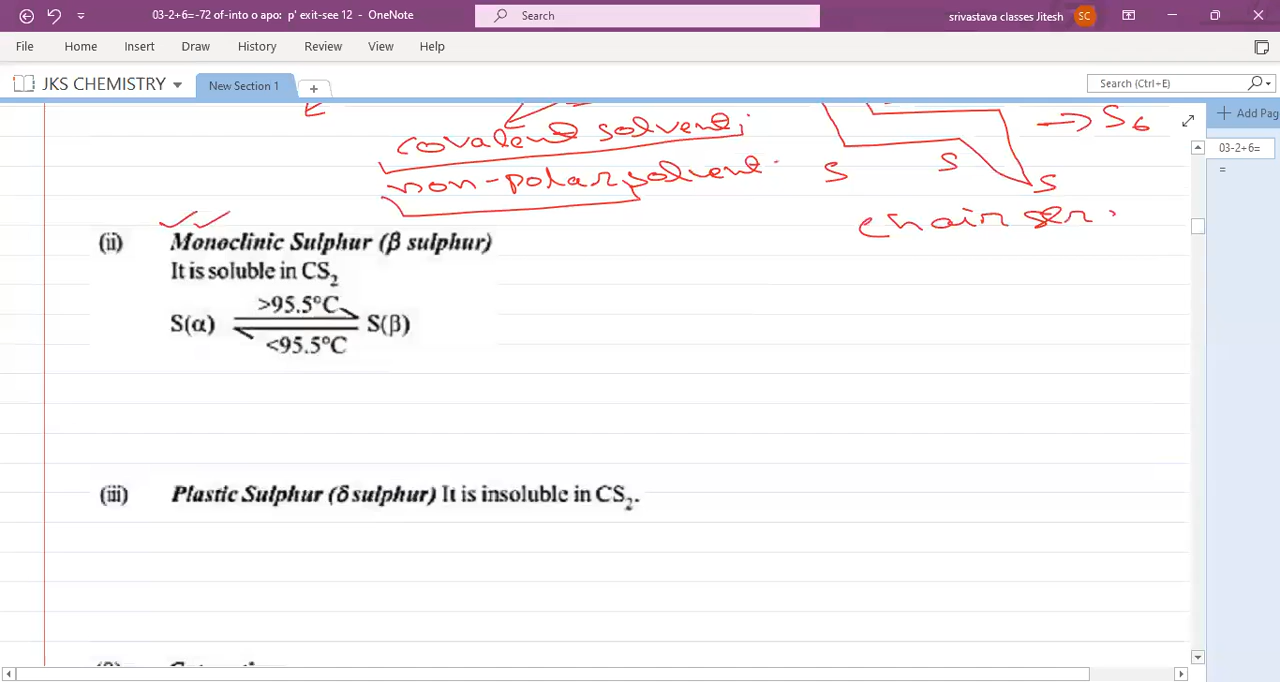 03-2+6=-72 of-into o apo: p' exit-see 12 - OneNote
Search
srivastava classes Jitesh SC
File Home Insert Draw History Review View Help
JKS CHEMISTRY
New Section 1
+
Search (Ctrl+E)
Add Pag
03-2+6=
=
covalent solvent;
non-polar solvent
→ S6
S S S
chair
(ii) Monoclinic Sulphur (β sulphur)
It is soluble in CS2
S(α) >95.5°C <95.5°C S(β)
(iii) Plastic Sulphur (δ sulphur) It is insoluble in CS2.